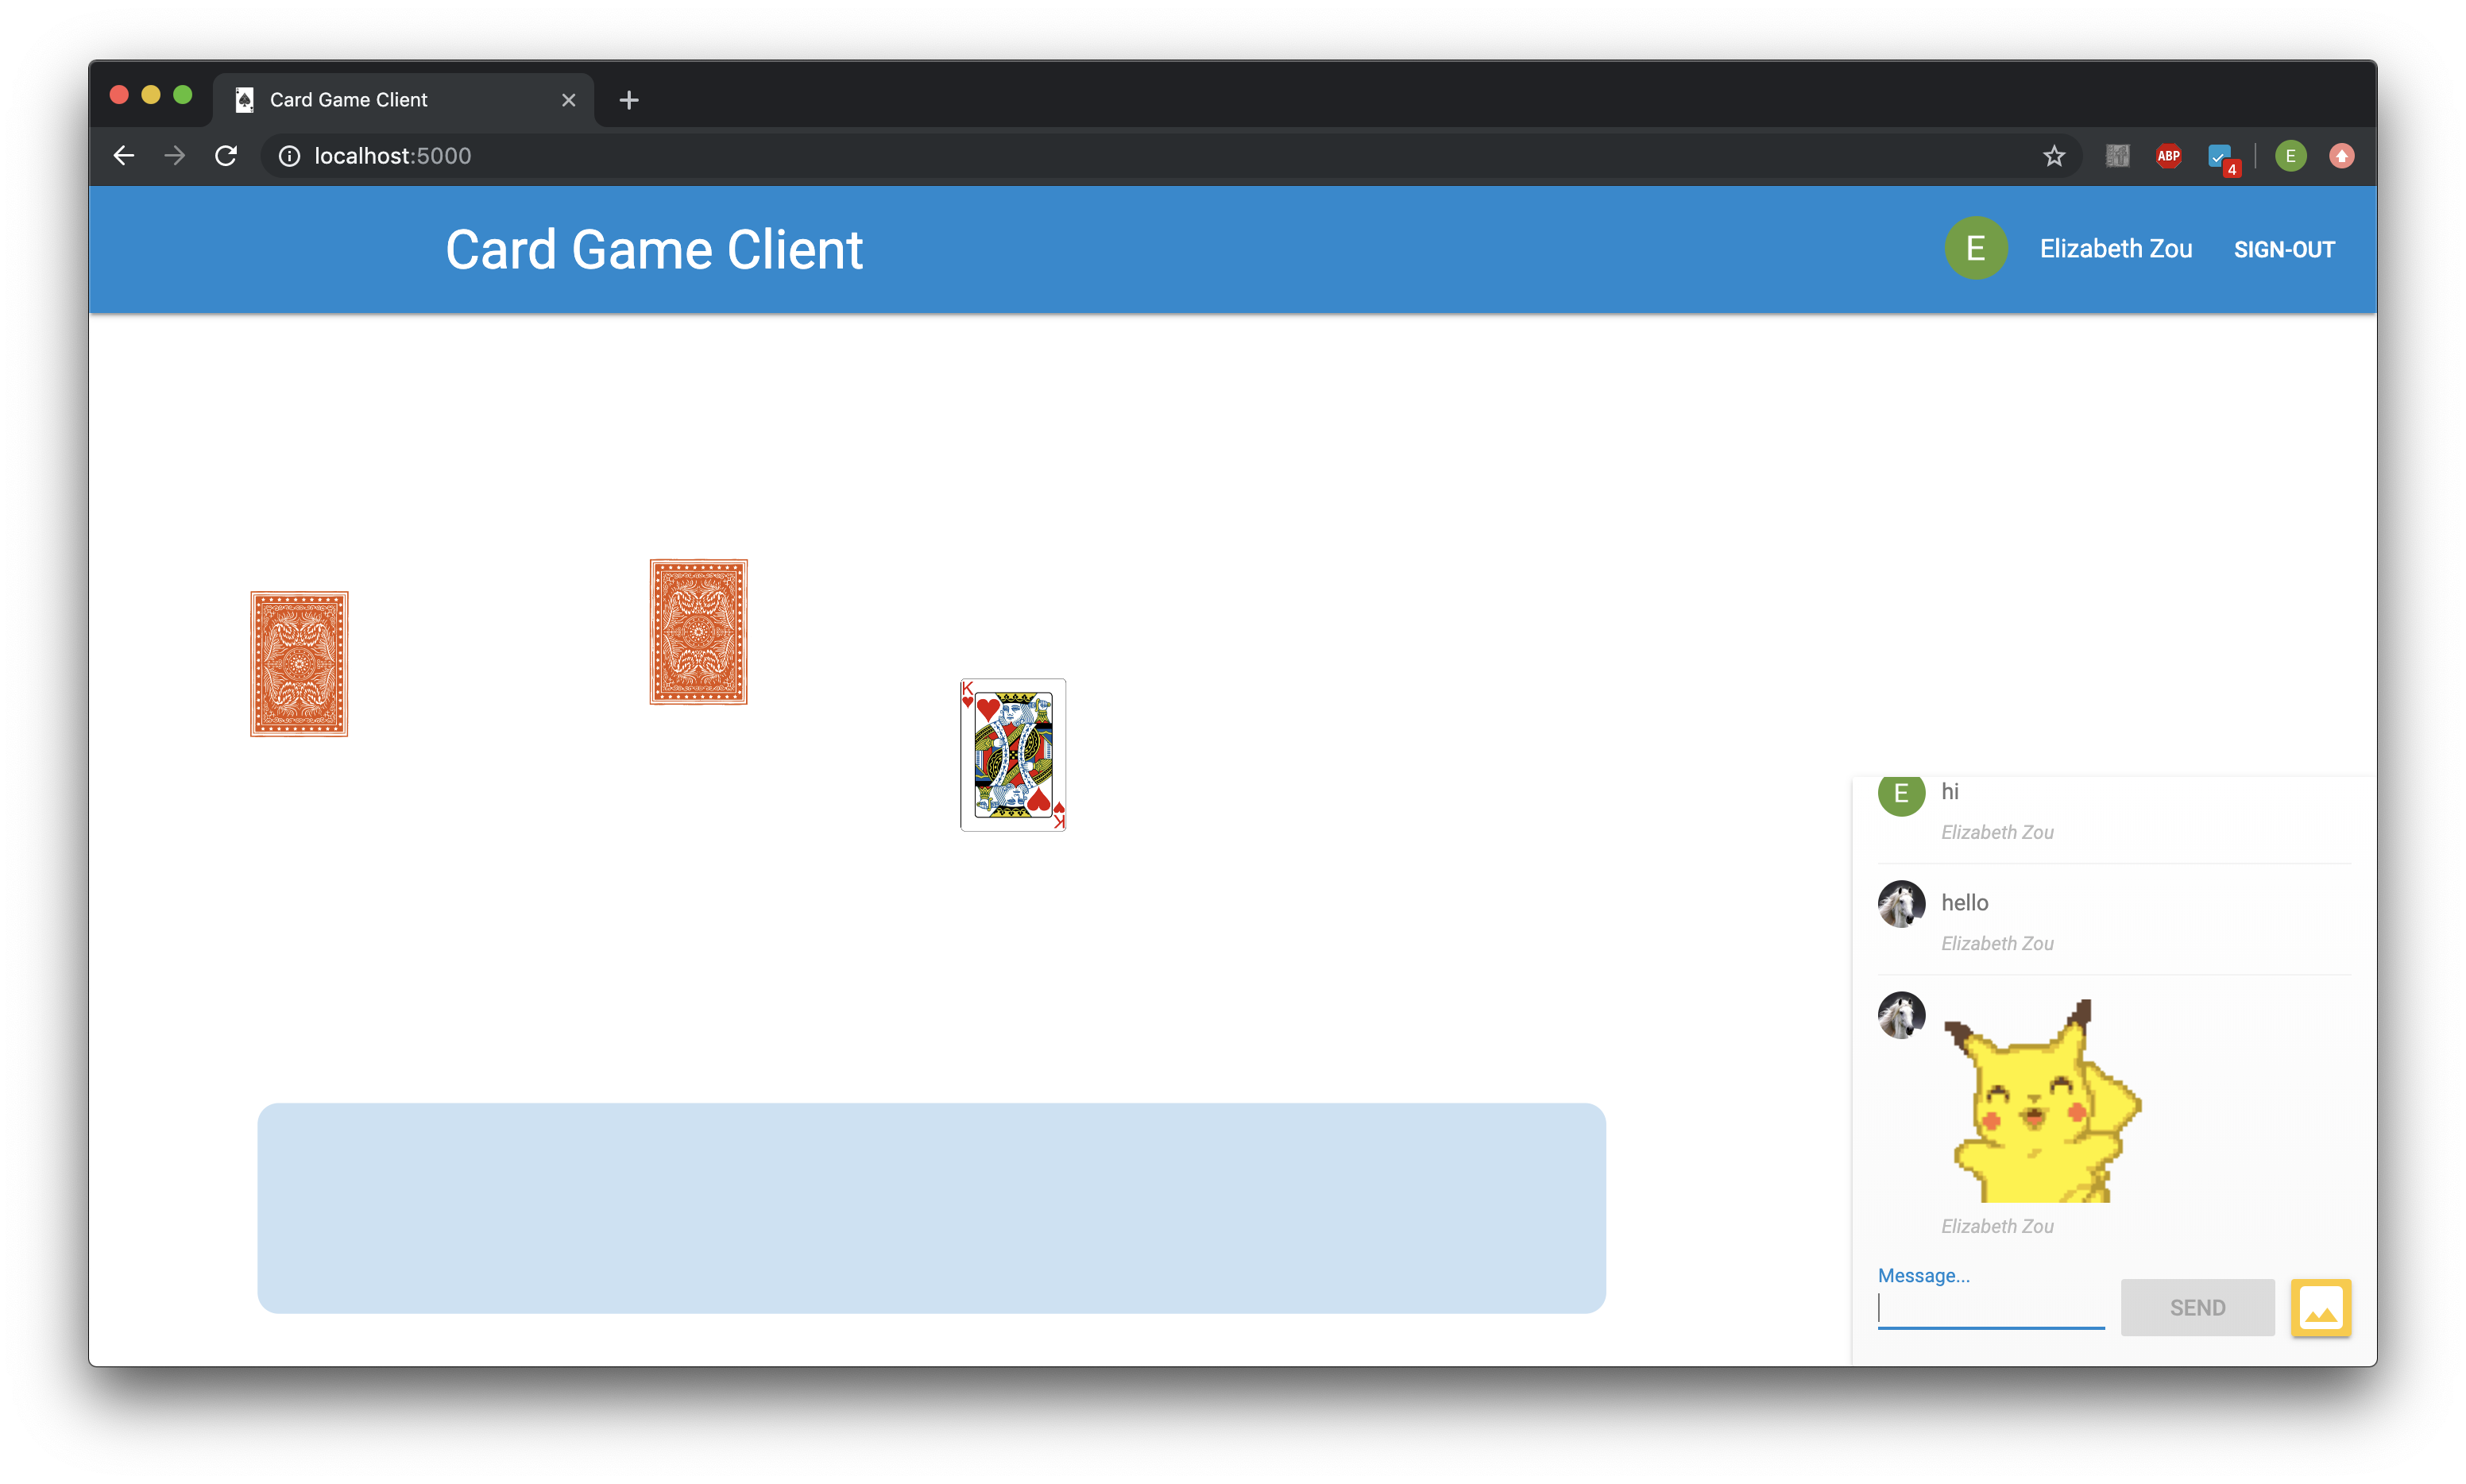 Card Game Client
localhost:5000
ABP
4
E
Card Game Client
E
Elizabeth Zou
SIGN-OUT
K
K
E
hi
Elizabeth Zou
hello
Elizabeth Zou
Elizabeth Zou
Message...
SEND